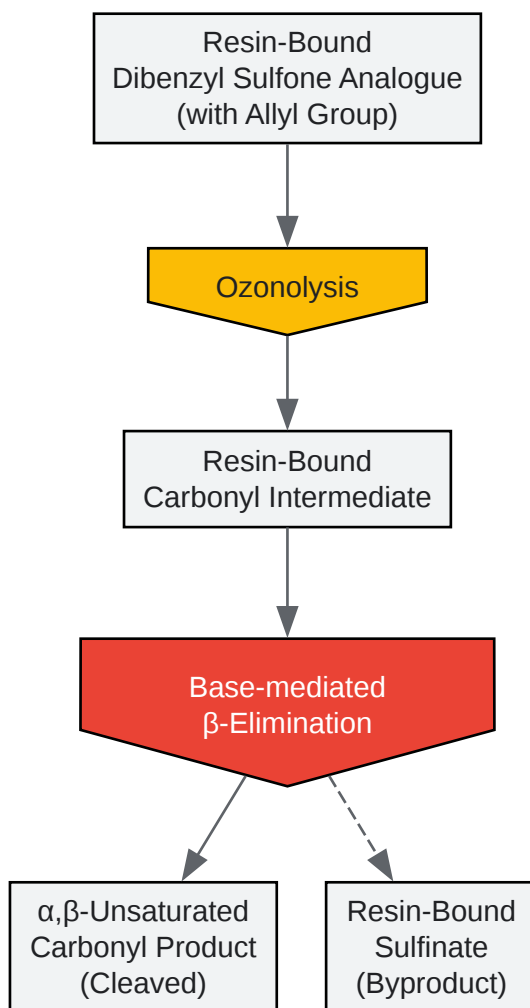 Resin-Bound
Dibenzyl Sulfone Analogue
(with Allyl Group)
Ozonolysis
Resin-Bound
Carbonyl Intermediate
Base-mediated
β-Elimination
α,β-Unsaturated
Carbonyl Product
(Cleaved)
Resin-Bound
Sulfinate
(Byproduct)